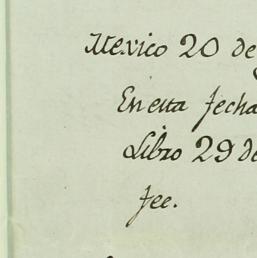 Mexico 20 de
En esta fecha
Libro 29 de
fee.